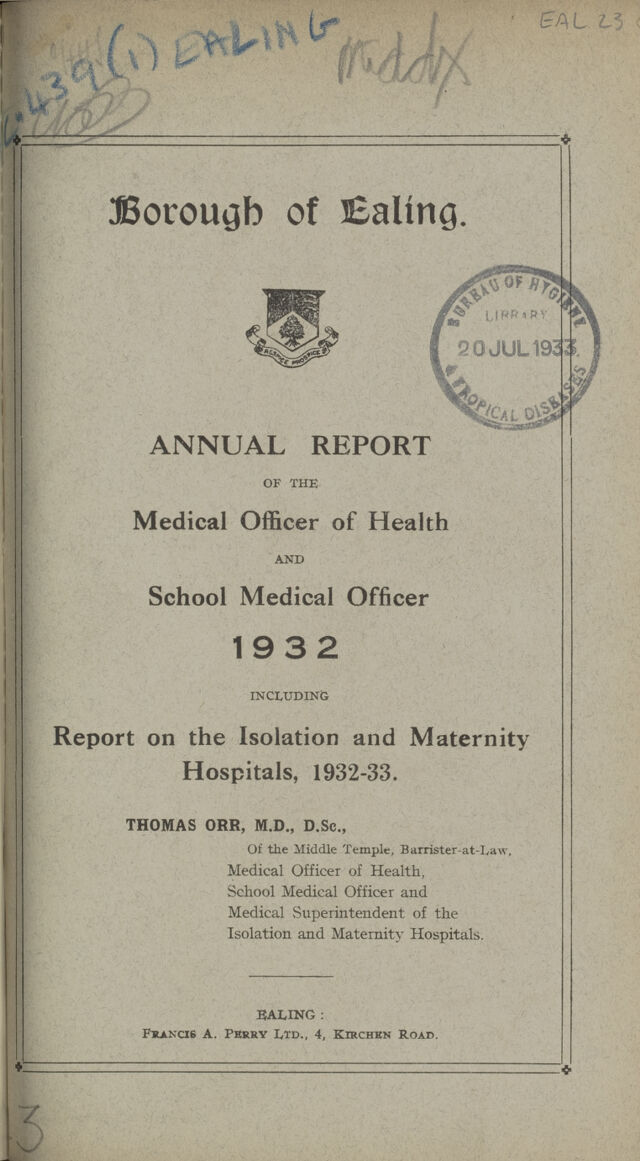 EAL 23
439(1) EALING
Middx
Borough of Ealing.
RESPICE PROSPICE
BUREAU OF HYGIENE
LIBRARY
20 JUL 1933
& TROPICAL DISEASES
ANNUAL REPORT
OF THE
Medical Officer of Health
AND
School Medical Officer
1932
INCLUDING
Report on the Isolation and Maternity
Hospitals, 1932-33.
THOMAS ORR, M.D., D.Sc.,
Of the Middle Temple, Barrister-at-Law,
Medical Officer of Health,
School Medical Officer and
Medical Superintendent of the
Isolation and Maternity Hospitals.
EALING :
FRANCIS A. PERRY LTD., 4, KIRCHEN ROAD.
3